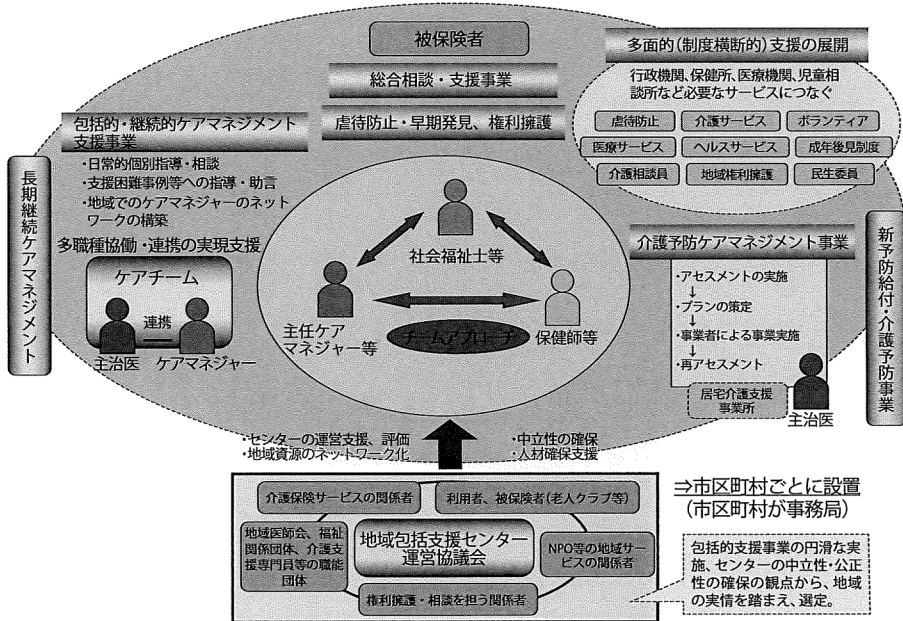 被保険者
総合相談・支援事業
虐待防止・早期発見、権利擁護
多面的(制度横断的)支援の展開
行政機関、保健所、医療機関、児童相
談所など必要なサービスにつなぐ
虐待防止
介護サービス
ボランティア
医療サービス
ヘルスサービス
成年後見制度
介護相談員
地域権利擁護
民生委員
包括的・継続的ケアマネジメント
支援事業
・日常的個別指導・相談
・支援困難事例等への指導・助言
・地域でのケアマネジャーのネット
ワークの構築
多職種協働・連携の実現支援
ケアチーム
連携
主治医
ケアマネジャー
長期継続ケアマネジメント
社会福祉士等
主任ケア
マネジャー等
チームアプローチ
保健師等
介護予防ケアマネジメント事業
・アセスメントの実施
↓
・プランの策定
↓
・事業者による事業実施
↓
・再アセスメント
居宅介護支援
事業所
主治医
新予防給付・介護予防事業
・センターの運営支援、評価
・地域資源のネットワーク化
・中立性の確保
・人材確保支援
介護保険サービスの関係者
利用者、被保険者(老人クラブ等)
地域医師会、福祉
関係団体、介護支
援専門員等の職能
団体
地域包括支援センター
運営協議会
NPO等の地域サー
ビスの関係者
権利擁護・相談を担う関係者
⇒市区町村ごとに設置
(市区町村が事務局)
包括的支援事業の円滑な実
施、センターの中立性・公正
性の確保の観点から、地域
の実情を踏まえ、選定。